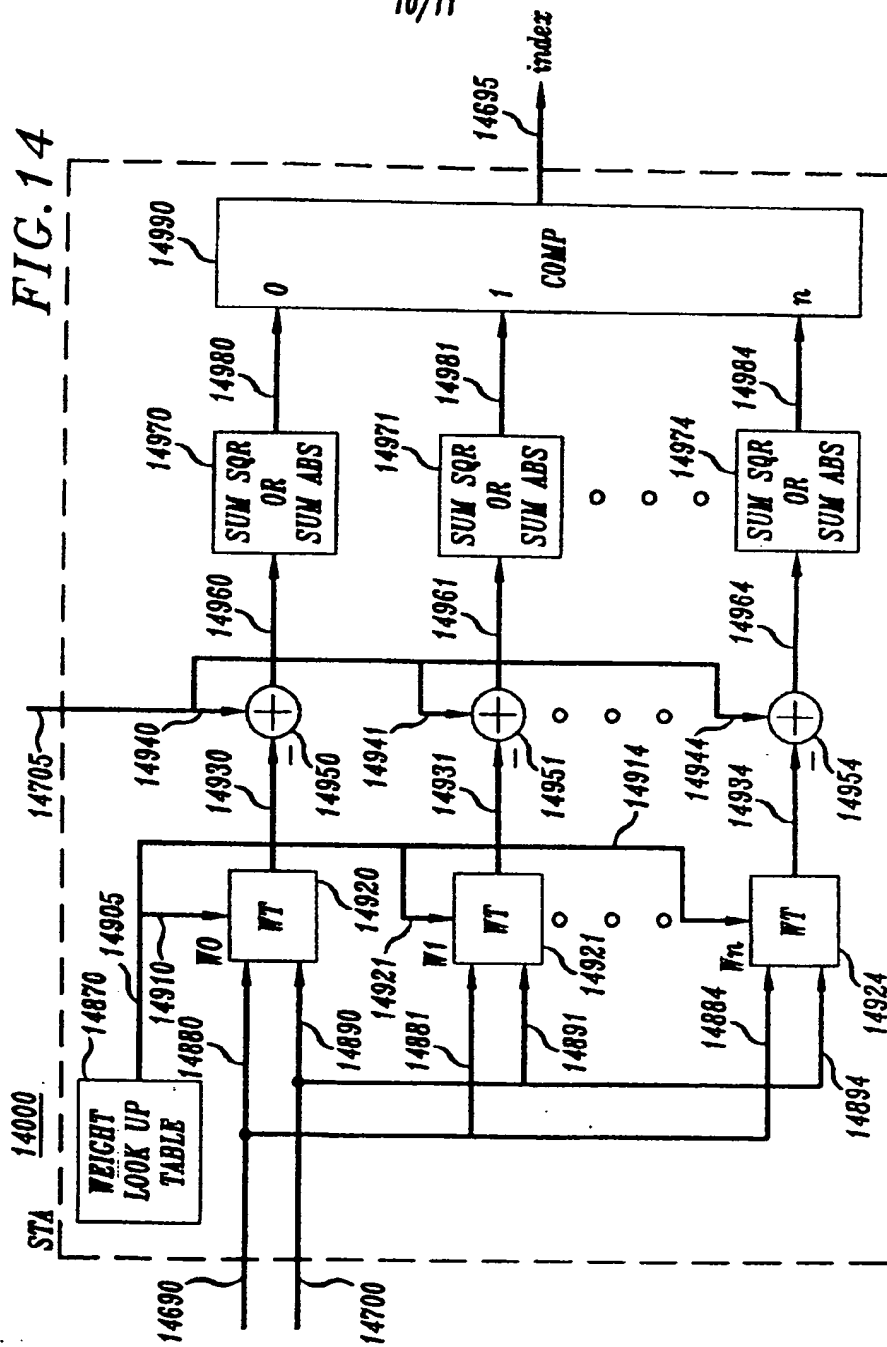 10/11
FIG. 14
STA
14000
14870
WEIGHT
LOOK UP
TABLE
14905
14910
14705
14690
14700
14880
14890
W0
WT
14920
14930
14940
14950
14960
14970
SUM SQR
OR
SUM ABS
14980
14990
0
1
n
COMP
14695
index
14881
14891
14921
W1
WT
14921
14931
14941
14951
14961
14971
SUM SQR
OR
SUM ABS
14981
14884
14894
14914
Wn
WT
14924
14934
14944
14954
14964
14974
SUM SQR
OR
SUM ABS
14984